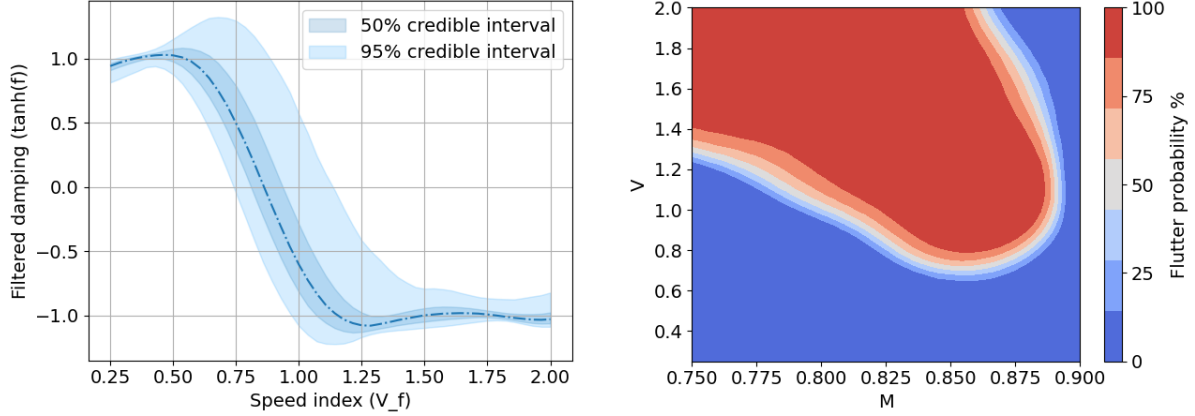 50% credible interval
95% credible interval
1.0
0.5
0.0
−0.5
−1.0
Filtered damping (tanh(f))
0.25 0.50 0.75 1.00 1.25 1.50 1.75 2.00
Speed index (V_f)
2.0
1.8
1.6
1.4
1.2
1.0
0.8
0.6
0.4
V
0.750 0.775 0.800 0.825 0.850 0.875 0.900
M
100
75
50
25
0
Flutter probability %